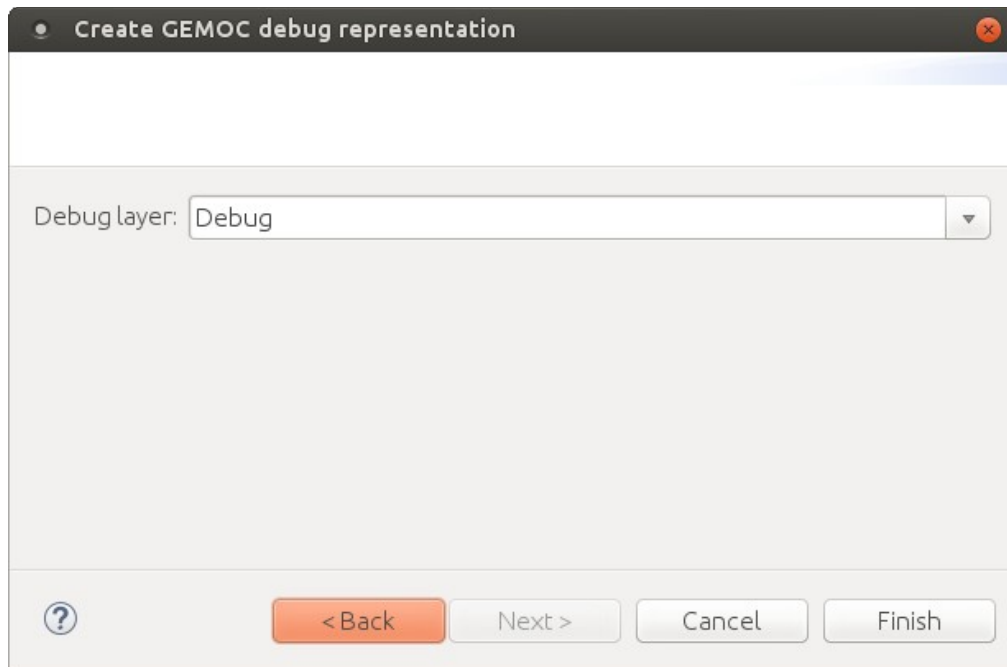 Create GEMOC debug representation
Debug layer: Debug
? < Back Next > Cancel Finish